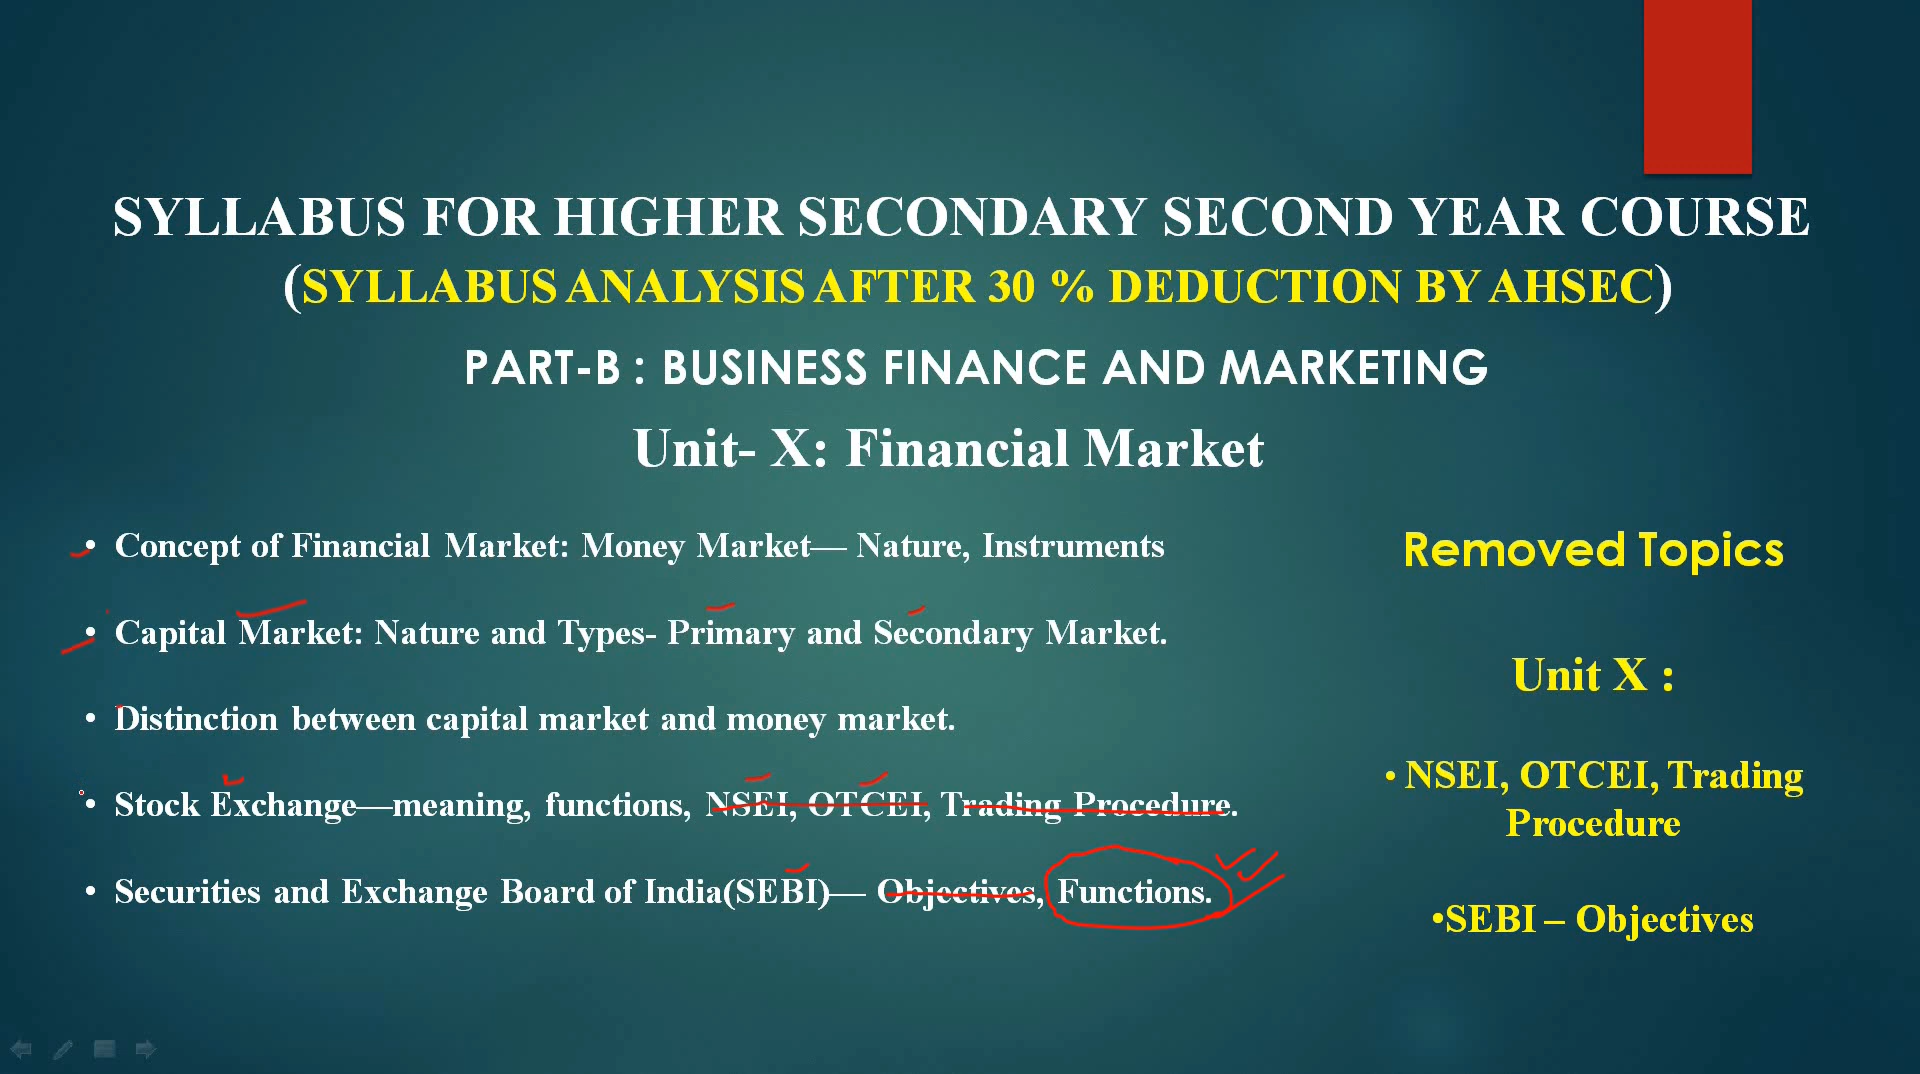 SYLLABUS FOR HIGHER SECONDARY SECOND YEAR COURSE
(SYLLABUS ANALYSIS AFTER 30 % DEDUCTION BY AHSEC)
PART-B : BUSINESS FINANCE AND MARKETING
Unit- X: Financial Market
• Concept of Financial Market: Money Market— Nature, Instruments
• Capital Market: Nature and Types- Primary and Secondary Market.
• Distinction between capital market and money market.
• Stock Exchange—meaning, functions, NSEI, OTCEI, Trading Procedure.
• Securities and Exchange Board of India(SEBI)— Objectives, Functions.
Removed Topics
Unit X :
• NSEI, OTCEI, Trading
Procedure
•SEBI – Objectives